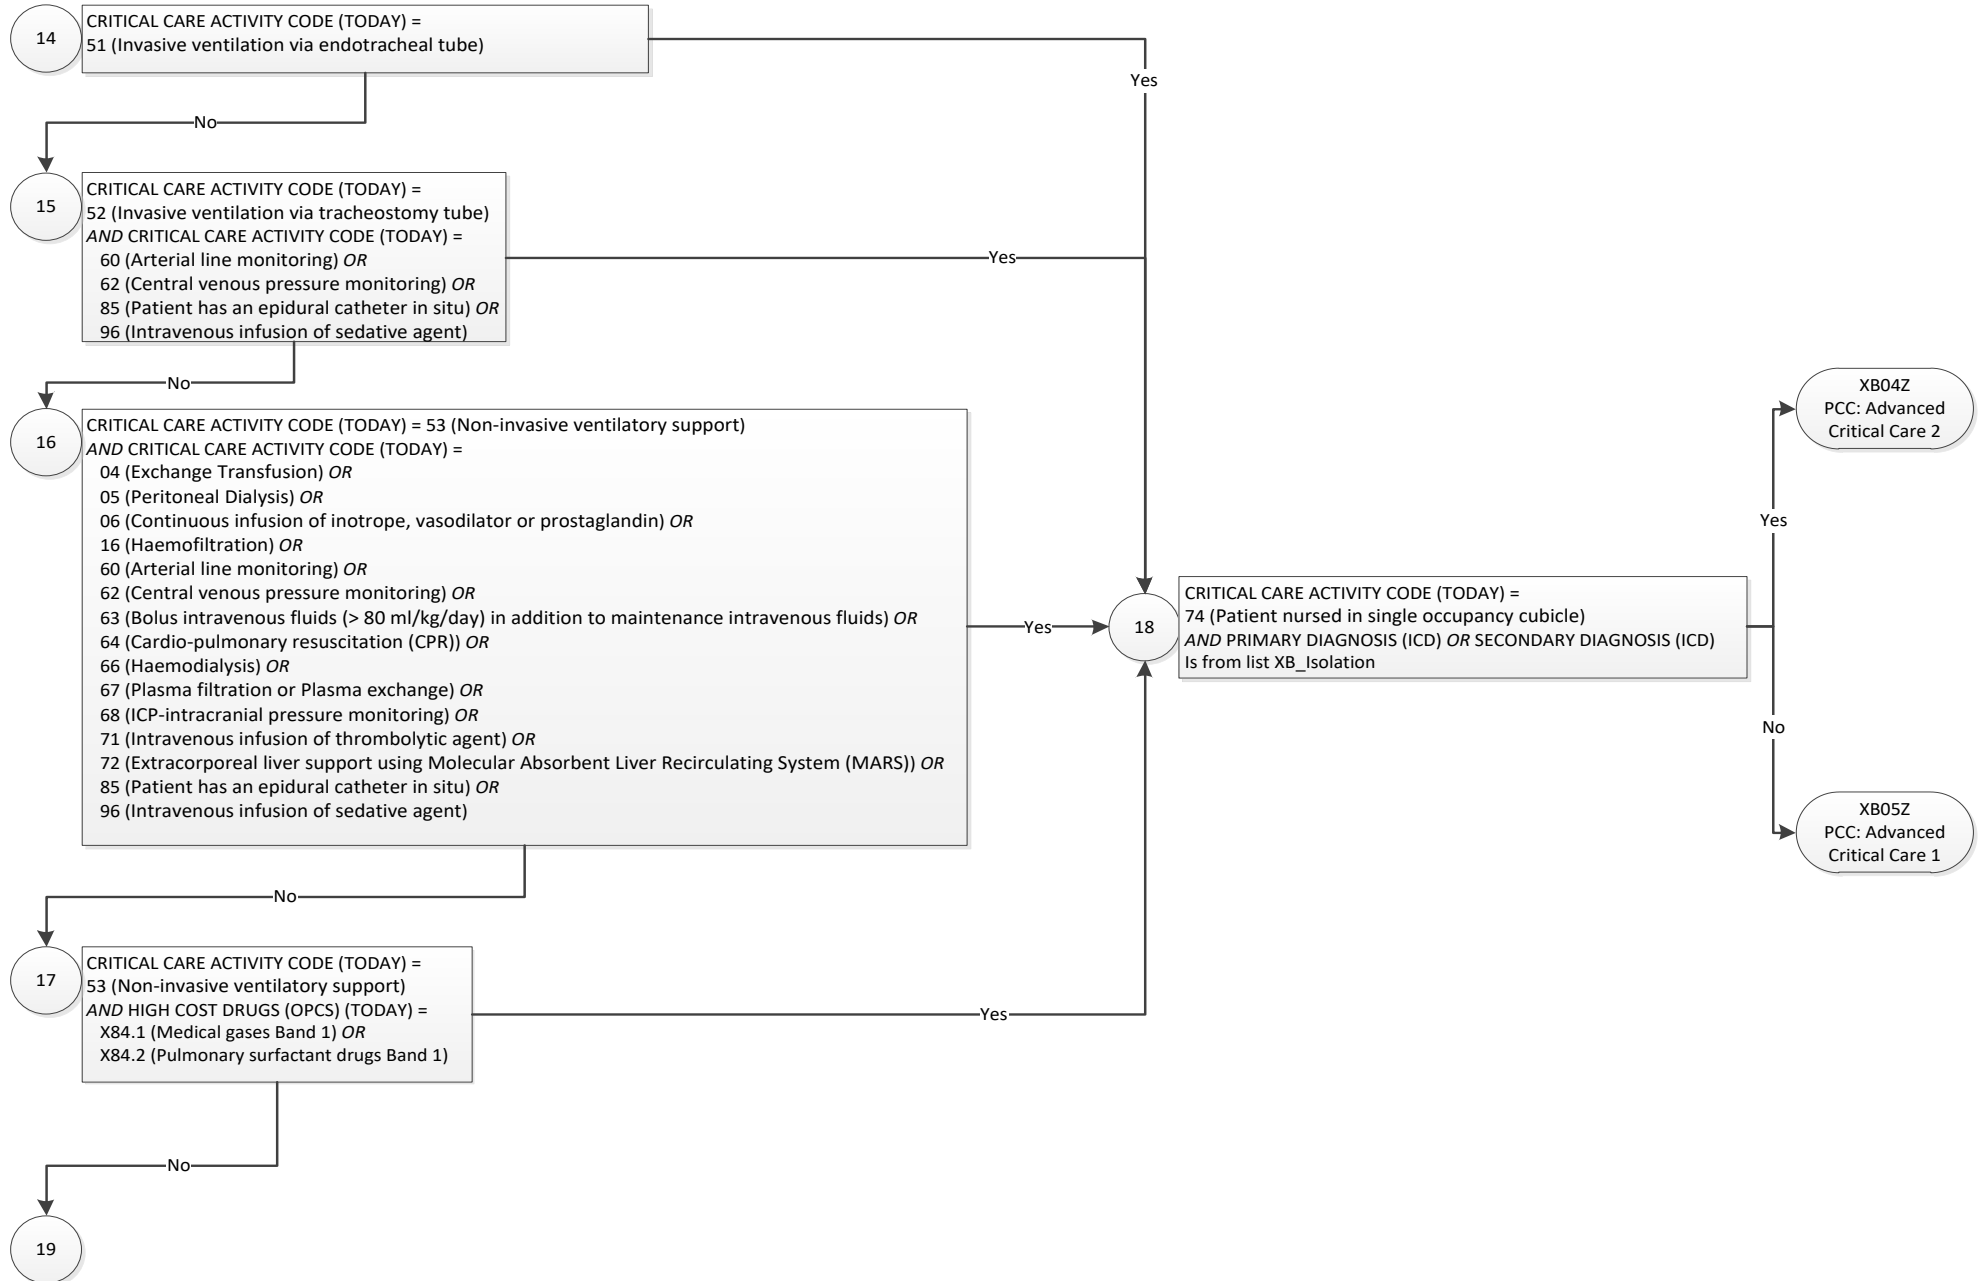 14
CRITICAL CARE ACTIVITY CODE (TODAY) =
51 (Invasive ventilation via endotracheal tube)
Yes
No
15
CRITICAL CARE ACTIVITY CODE (TODAY) =
52 (Invasive ventilation via tracheostomy tube)
AND CRITICAL CARE ACTIVITY CODE (TODAY) =
60 (Arterial line monitoring) OR
62 (Central venous pressure monitoring) OR
85 (Patient has an epidural catheter in situ) OR
96 (Intravenous infusion of sedative agent)
Yes
No
16
CRITICAL CARE ACTIVITY CODE (TODAY) = 53 (Non-invasive ventilatory support)
AND CRITICAL CARE ACTIVITY CODE (TODAY) =
04 (Exchange Transfusion) OR
05 (Peritoneal Dialysis) OR
06 (Continuous infusion of inotrope, vasodilator or prostaglandin) OR
16 (Haemofiltration) OR
60 (Arterial line monitoring) OR
62 (Central venous pressure monitoring) OR
63 (Bolus intravenous fluids (> 80 ml/kg/day) in addition to maintenance intravenous fluids) OR
64 (Cardio-pulmonary resuscitation (CPR)) OR
66 (Haemodialysis) OR
67 (Plasma filtration or Plasma exchange) OR
68 (ICP-intracranial pressure monitoring) OR
71 (Intravenous infusion of thrombolytic agent) OR
72 (Extracorporeal liver support using Molecular Absorbent Liver Recirculating System (MARS)) OR
85 (Patient has an epidural catheter in situ) OR
96 (Intravenous infusion of sedative agent)
Yes
No
17
CRITICAL CARE ACTIVITY CODE (TODAY) =
53 (Non-invasive ventilatory support)
AND HIGH COST DRUGS (OPCS) (TODAY) =
X84.1 (Medical gases Band 1) OR
X84.2 (Pulmonary surfactant drugs Band 1)
Yes
No
19
18
CRITICAL CARE ACTIVITY CODE (TODAY) =
74 (Patient nursed in single occupancy cubicle)
AND PRIMARY DIAGNOSIS (ICD) OR SECONDARY DIAGNOSIS (ICD)
Is from list XB_Isolation
Yes
XB04Z
PCC: Advanced
Critical Care 2
No
XB05Z
PCC: Advanced
Critical Care 1